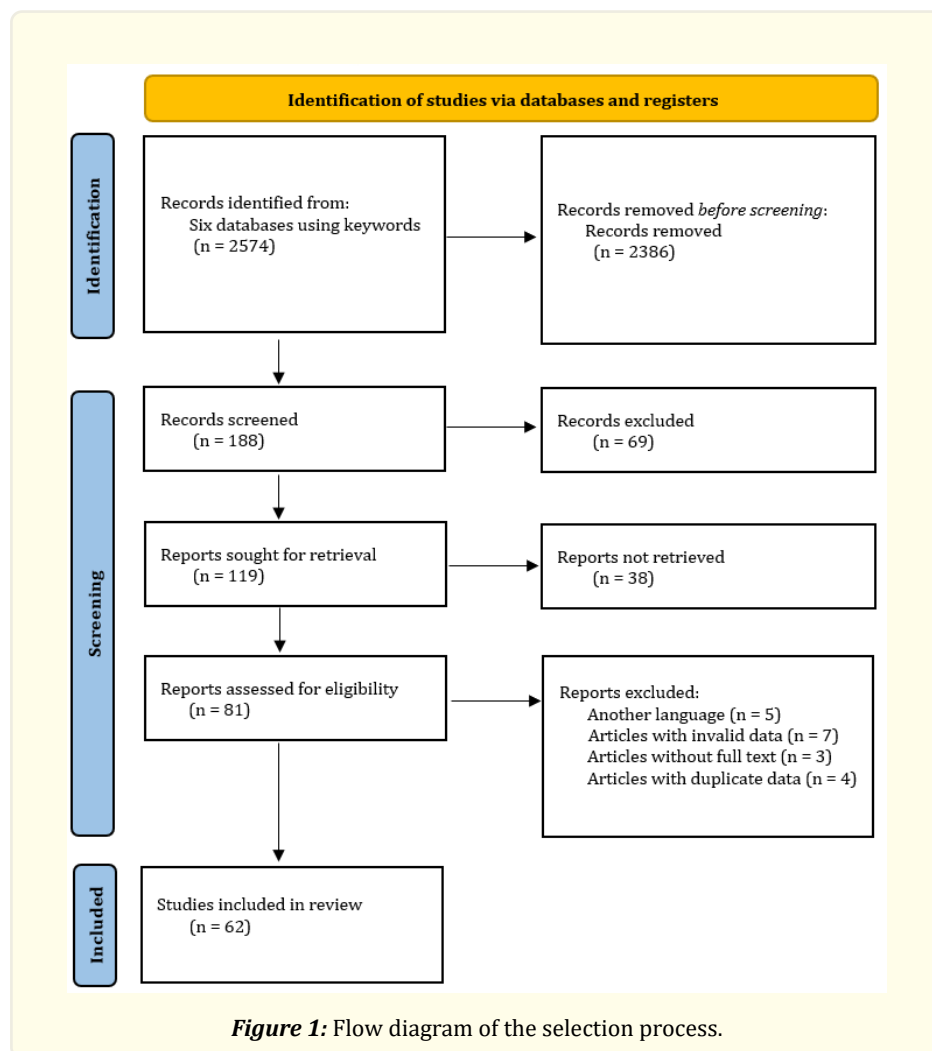 Identification of studies via databases and registers
Identification
Records identified from:
Six databases using keywords
(n = 2574)
Records removed before screening:
Records removed
(n = 2386)
Screening
Records screened
(n = 188)
Records excluded
(n = 69)
Reports sought for retrieval
(n = 119)
Reports not retrieved
(n = 38)
Reports assessed for eligibility
(n = 81)
Reports excluded:
Another language (n = 5)
Articles with invalid data (n = 7)
Articles without full text (n = 3)
Articles with duplicate data (n = 4)
Included
Studies included in review
(n = 62)
Figure 1: Flow diagram of the selection process.